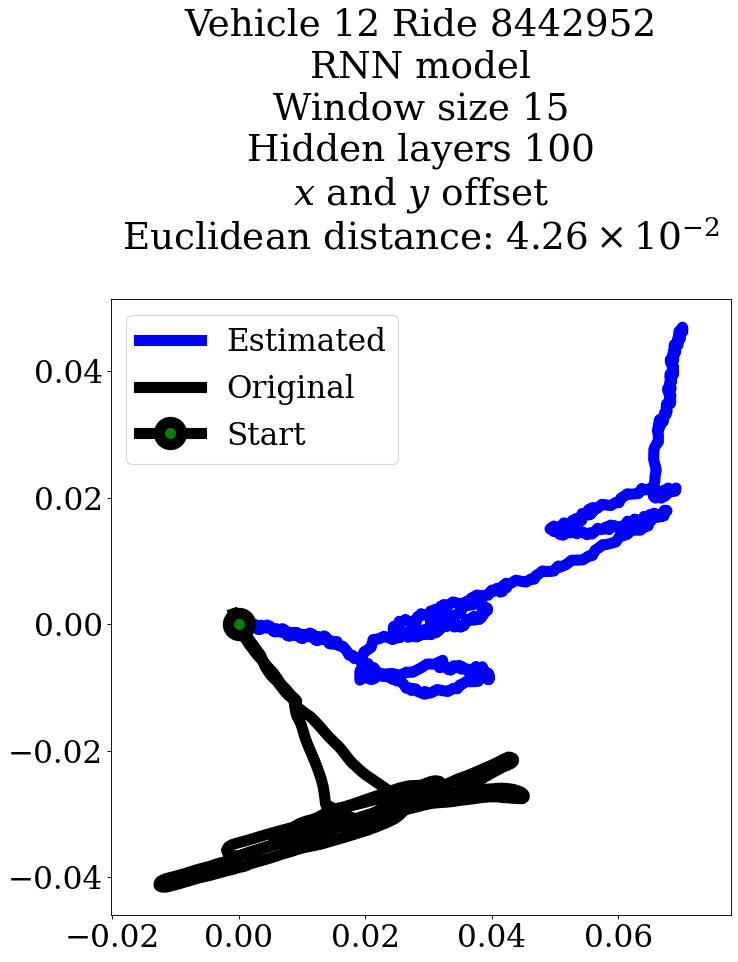 Vehicle 12 Ride 8442952
RNN model
Window size 15
Hidden layers 100
x and y offset
Euclidean distance: 4.26 × 10⁻²
Estimated
Original
Start
0.04
0.02
0.00
−0.02
−0.04
−0.02 0.00 0.02 0.04 0.06